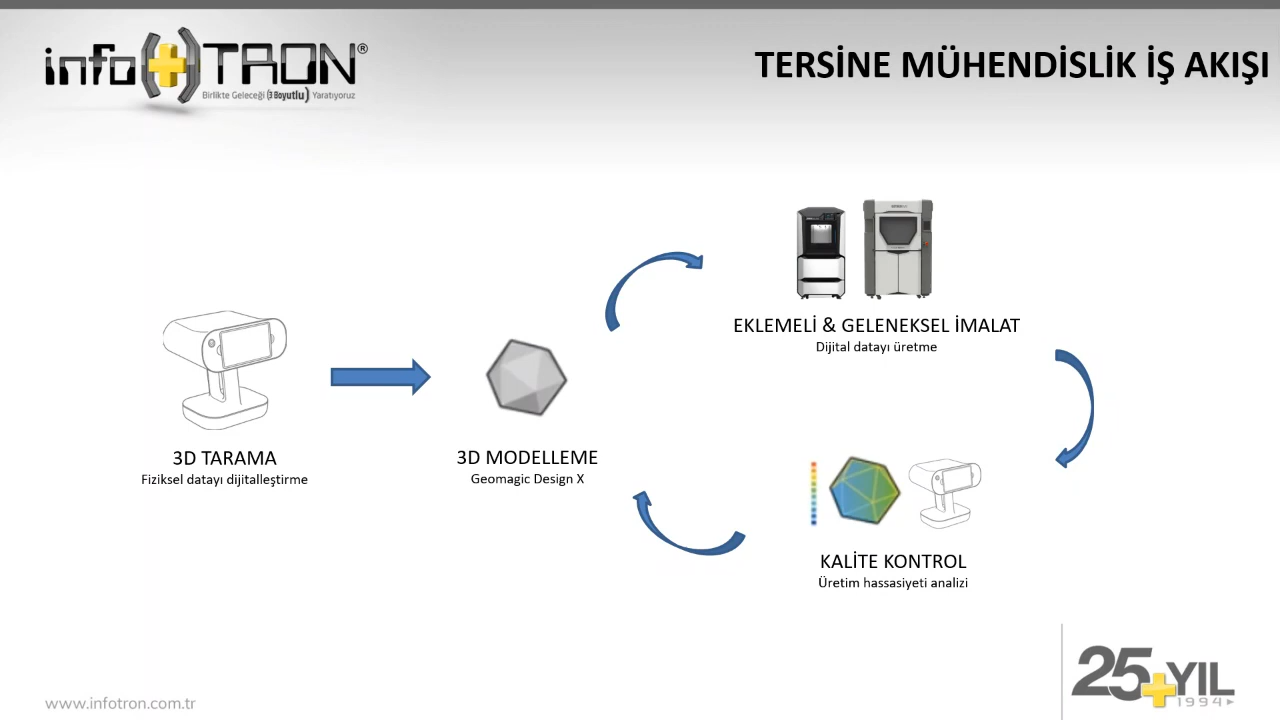 info+TRON®
Birlikte Geleceği (3 Boyutlu) Yaratıyoruz
TERSİNE MÜHENDİSLİK İŞ AKIŞI
EKLEMELİ & GELENEKSEL İMALAT
Dijital datayı üretme
3D TARAMA
Fiziksel datayı dijitalleştirme
3D MODELLEME
Geomagic Design X
KALİTE KONTROL
Üretim hassasiyeti analizi
25+YIL
1994
www.infotron.com.tr